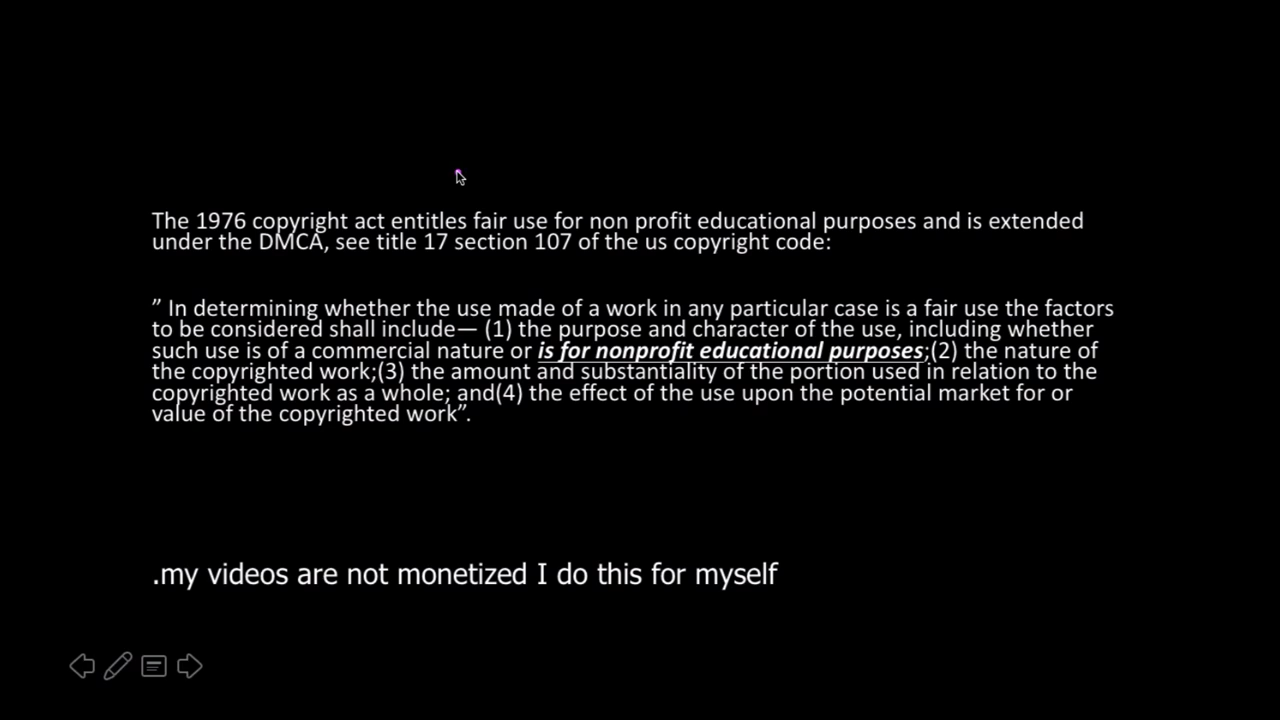 The 1976 copyright act entitles fair use for non profit educational purposes and is extended
under the DMCA, see title 17 section 107 of the us copyright code:
” In determining whether the use made of a work in any particular case is a fair use the factors
to be considered shall include— (1) the purpose and character of the use, including whether
such use is of a commercial nature or is for nonprofit educational purposes;(2) the nature of
the copyrighted work;(3) the amount and substantiality of the portion used in relation to the
copyrighted work as a whole; and(4) the effect of the use upon the potential market for or
value of the copyrighted work”.
.my videos are not monetized I do this for myself